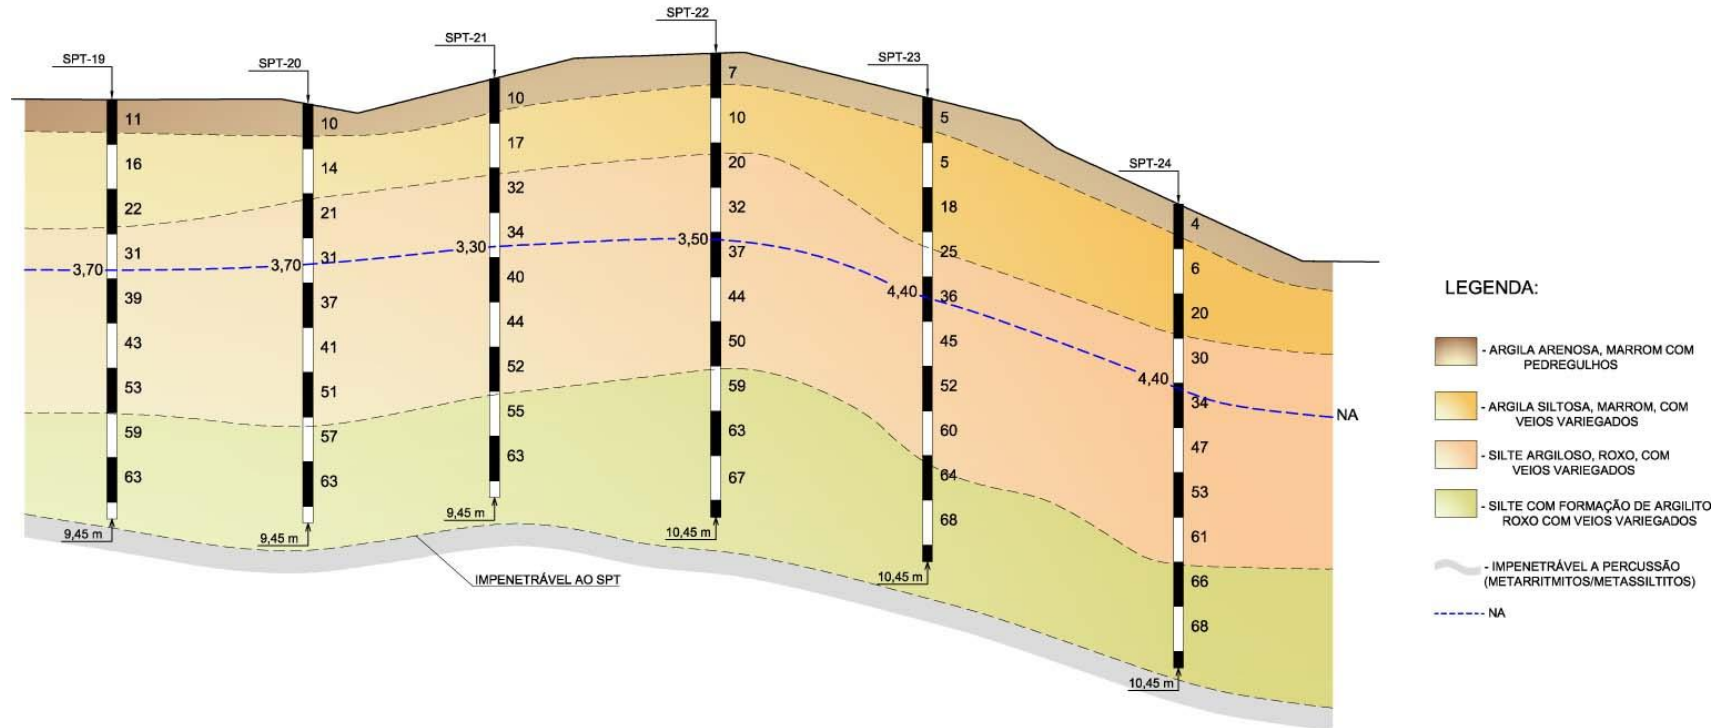 SPT-19
11
16
22
31
3,70
39
43
53
59
63
9,45 m
SPT-20
10
14
21
31
3,70
37
41
51
57
63
9,45 m
SPT-21
10
17
32
34
3,30
40
44
52
55
63
9,45 m
IMPENETRÁVEL AO SPT
SPT-22
7
10
20
32
3,50
37
44
50
59
63
67
10,45 m
SPT-23
5
5
18
25
4,40
36
45
52
60
64
68
10,45 m
SPT-24
4
6
20
30
4,40
34
47
53
61
66
68
10,45 m
NA
LEGENDA:
- ARGILA ARENOSA, MARROM COM
PEDREGULHOS
- ARGILA SILTOSA, MARROM, COM
VEIOS VARIEGADOS
- SILTE ARGILOSO, ROXO, COM
VEIOS VARIEGADOS
- SILTE COM FORMAÇÃO DE ARGILITO
ROXO COM VEIOS VARIEGADOS
- IMPENETRÁVEL A PERCUSSÃO
(METARRITMITOS/METASSILTITOS)
- NA